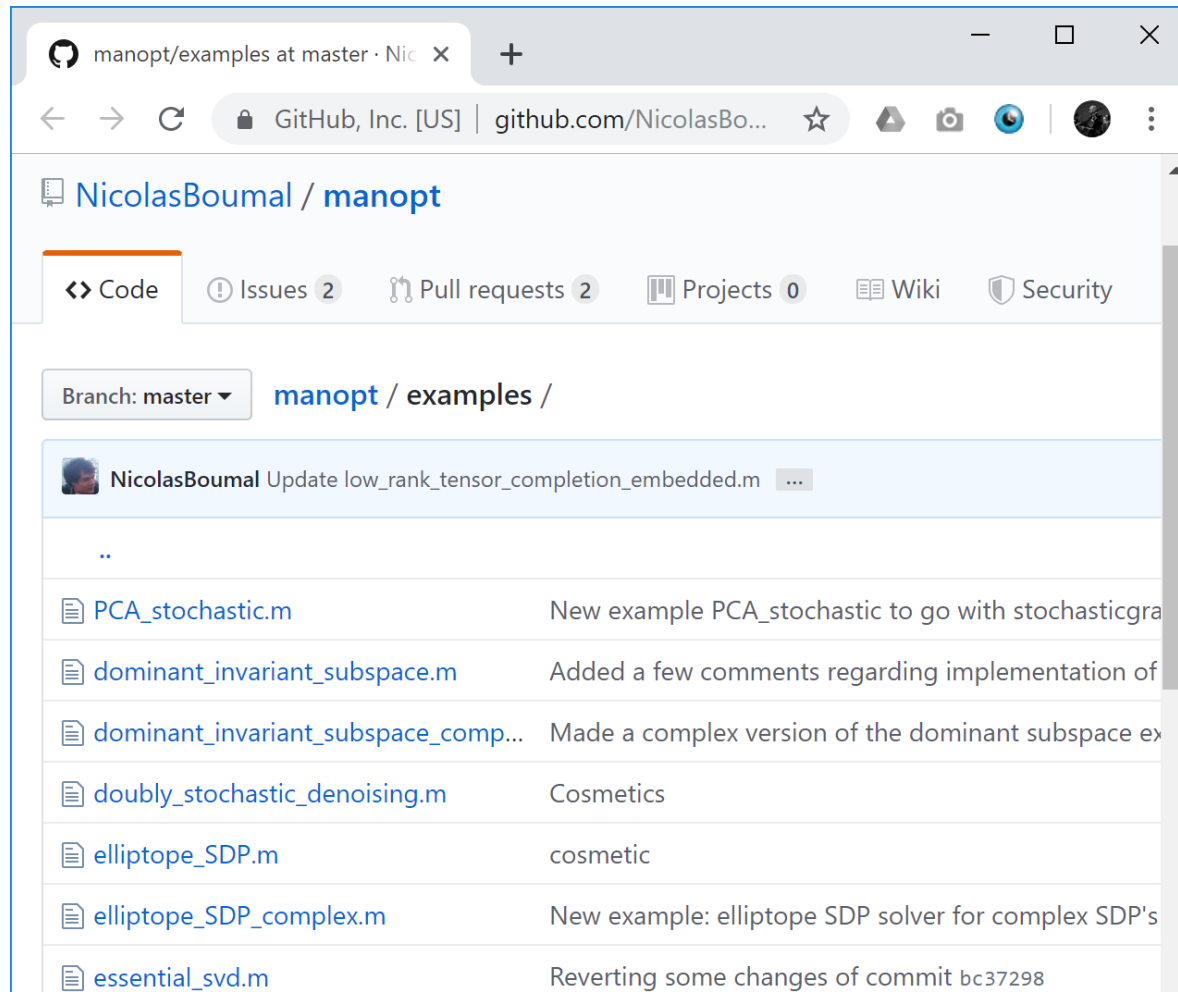 manopt/examples at master · Nic
GitHub, Inc. [US] | github.com/NicolasBo...
NicolasBoumal / manopt
<> Code Issues 2 Pull requests 2 Projects 0 Wiki Security
Branch: master manopt / examples /
NicolasBoumal Update low_rank_tensor_completion_embedded.m ...
..
PCA_stochastic.m New example PCA_stochastic to go with stochasticgra
dominant_invariant_subspace.m Added a few comments regarding implementation of
dominant_invariant_subspace_comp... Made a complex version of the dominant subspace ex
doubly_stochastic_denoising.m Cosmetics
elliptope_SDP.m cosmetic
elliptope_SDP_complex.m New example: elliptope SDP solver for complex SDP's
essential_svd.m Reverting some changes of commit bc37298